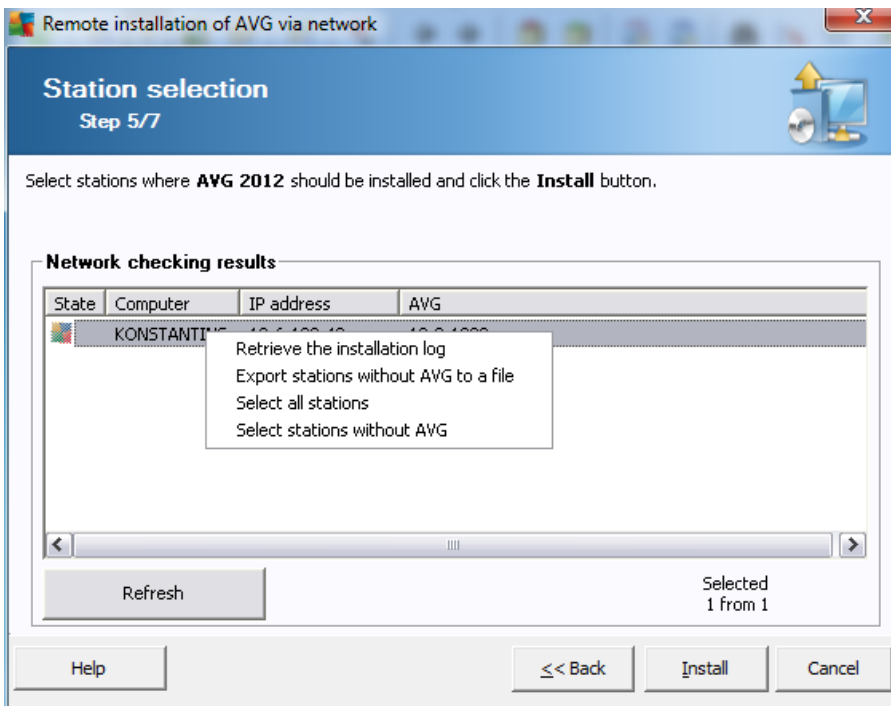 Remote installation of AVG via network
Station selection
Step 5/7
Select stations where AVG 2012 should be installed and click the Install button.
Network checking results
State Computer IP address AVG
Retrieve the installation log
Export stations without AVG to a file
Select all stations
Select stations without AVG
Refresh
Selected
1 from 1
Help
<< Back
Install
Cancel